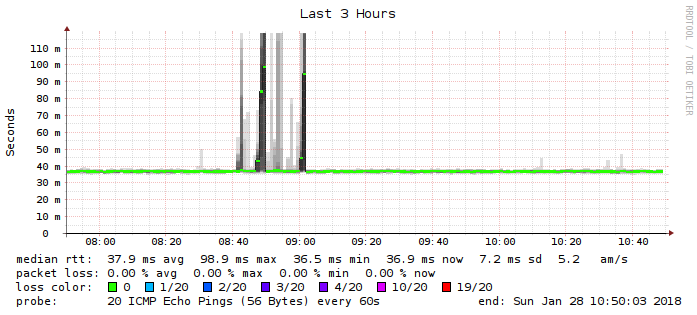 Last 3 Hours
RRDTOOL / TOBI OETIKER
Seconds
110 m
100 m
90 m
80 m
70 m
60 m
50 m
40 m
30 m
20 m
10 m
0
08:00 08:20 08:40 09:00 09:20 09:40 10:00 10:20 10:40
median rtt: 37.9 ms avg 98.9 ms max 36.5 ms min 36.9 ms now 7.2 ms sd 5.2 am/s
packet loss: 0.00 % avg 0.00 % max 0.00 % min 0.00 % now
loss color: 0 1/20 2/20 3/20 4/20 10/20 19/20
probe: 20 ICMP Echo Pings (56 Bytes) every 60s end: Sun Jan 28 10:50:03 2018